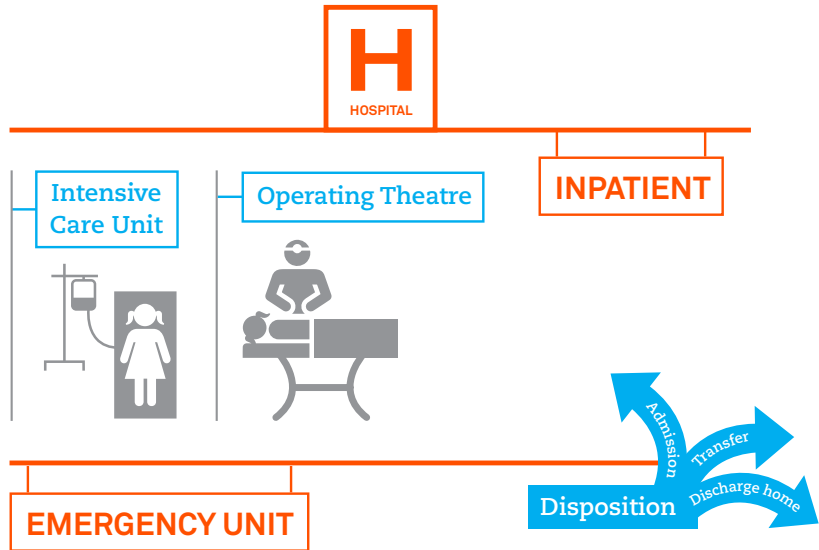 H
HOSPITAL
INPATIENT
Intensive
Care Unit
Operating Theatre
Admission
Transfer
Discharge home
Disposition
EMERGENCY UNIT